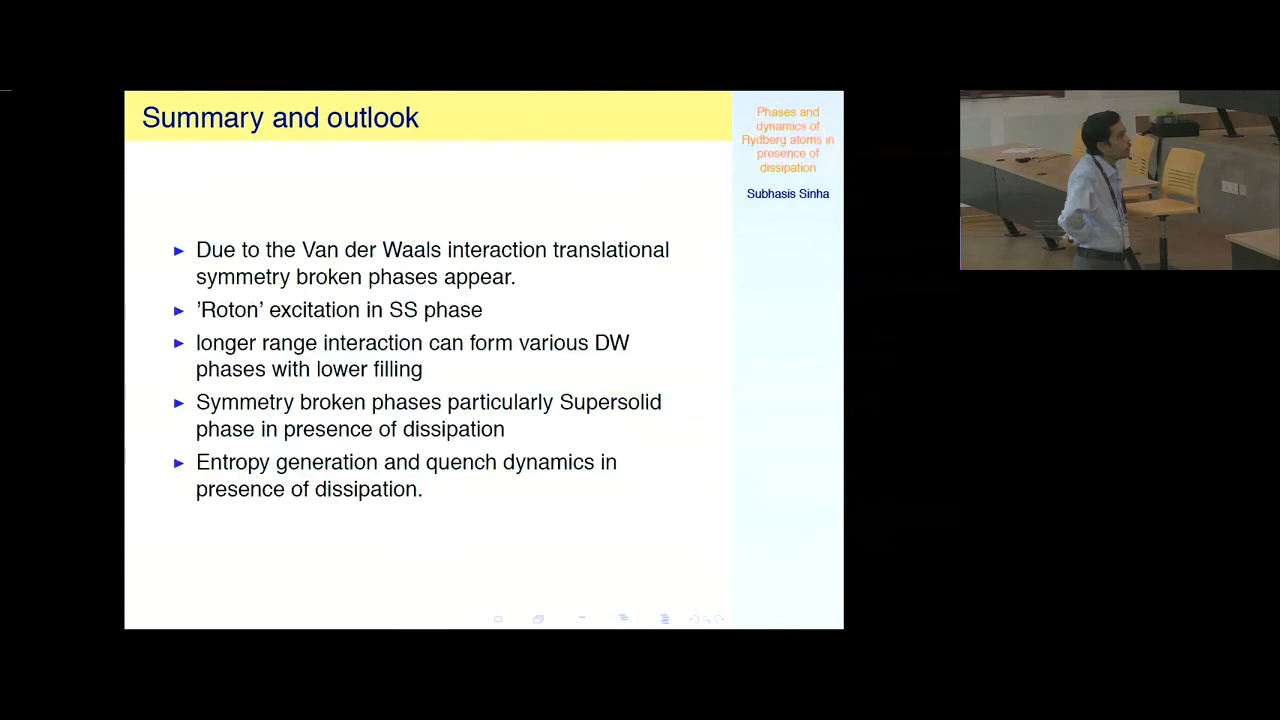 Summary and outlook
► Due to the Van der Waals interaction translational
symmetry broken phases appear.
► ’Roton’ excitation in SS phase
► longer range interaction can form various DW
phases with lower filling
► Symmetry broken phases particularly Supersolid
phase in presence of dissipation
► Entropy generation and quench dynamics in
presence of dissipation.
Phases and
dynamics of
Rydberg atoms in
presence of
dissipation
Subhasis Sinha